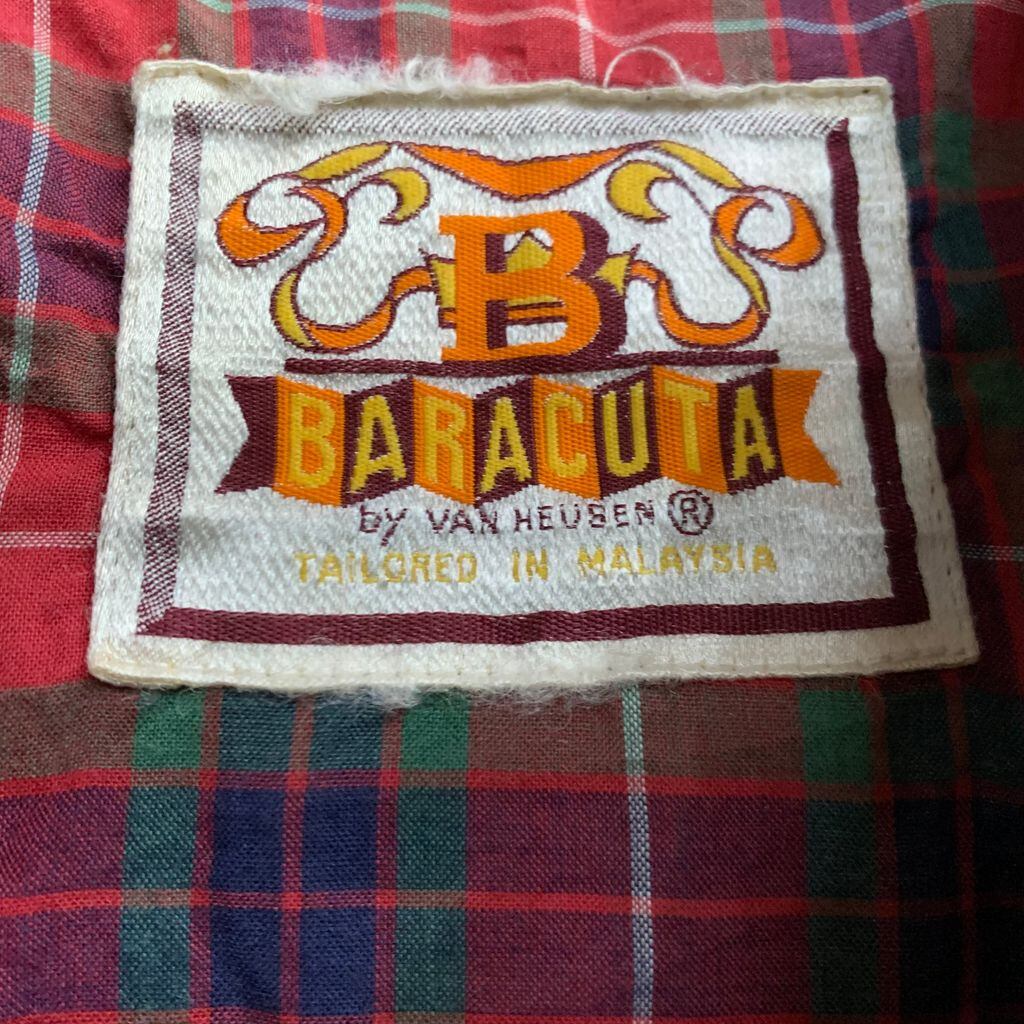 B
BARACUTA
by VAN HEUSEN ®
TAILORED IN MALAYSIA